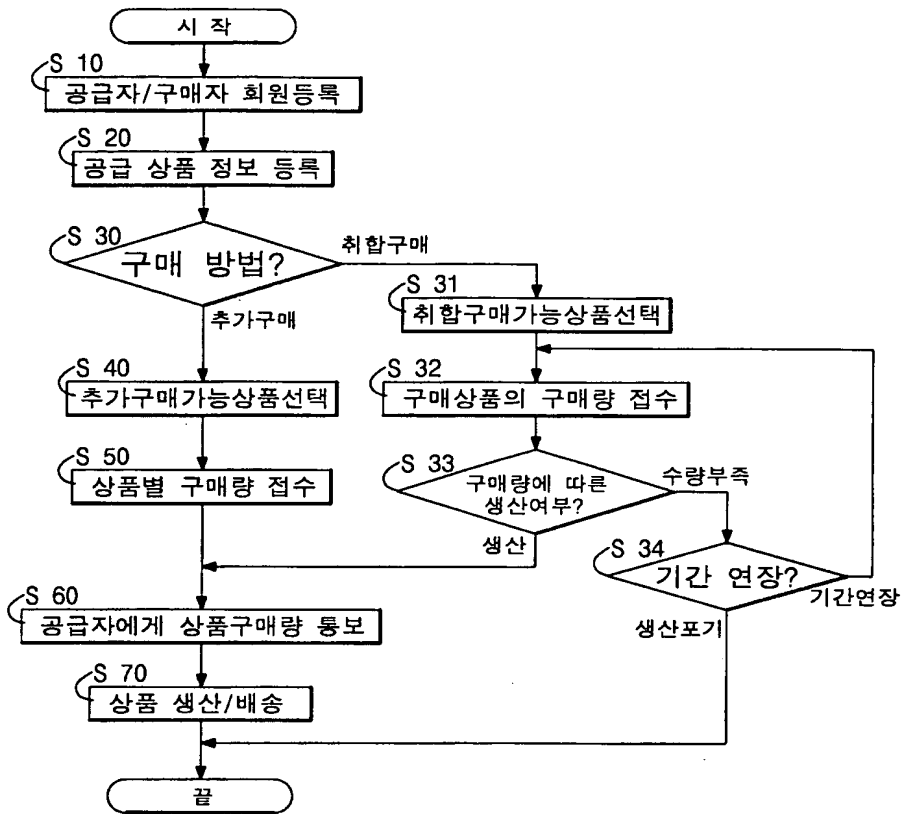 시 작
S 10
공급자/구매자 회원등록
S 20
공급 상품 정보 등록
S 30
구매 방법?
취합구매
추가구매
S 31
취합구매가능상품선택
S 40
추가구매가능상품선택
S 32
구매상품의 구매량 접수
S 50
상품별 구매량 접수
S 33
구매량에 따른
생산여부?
수량부족
생산
S 34
기간 연장?
기간연장
생산포기
S 60
공급자에게 상품구매량 통보
S 70
상품 생산/배송
끝